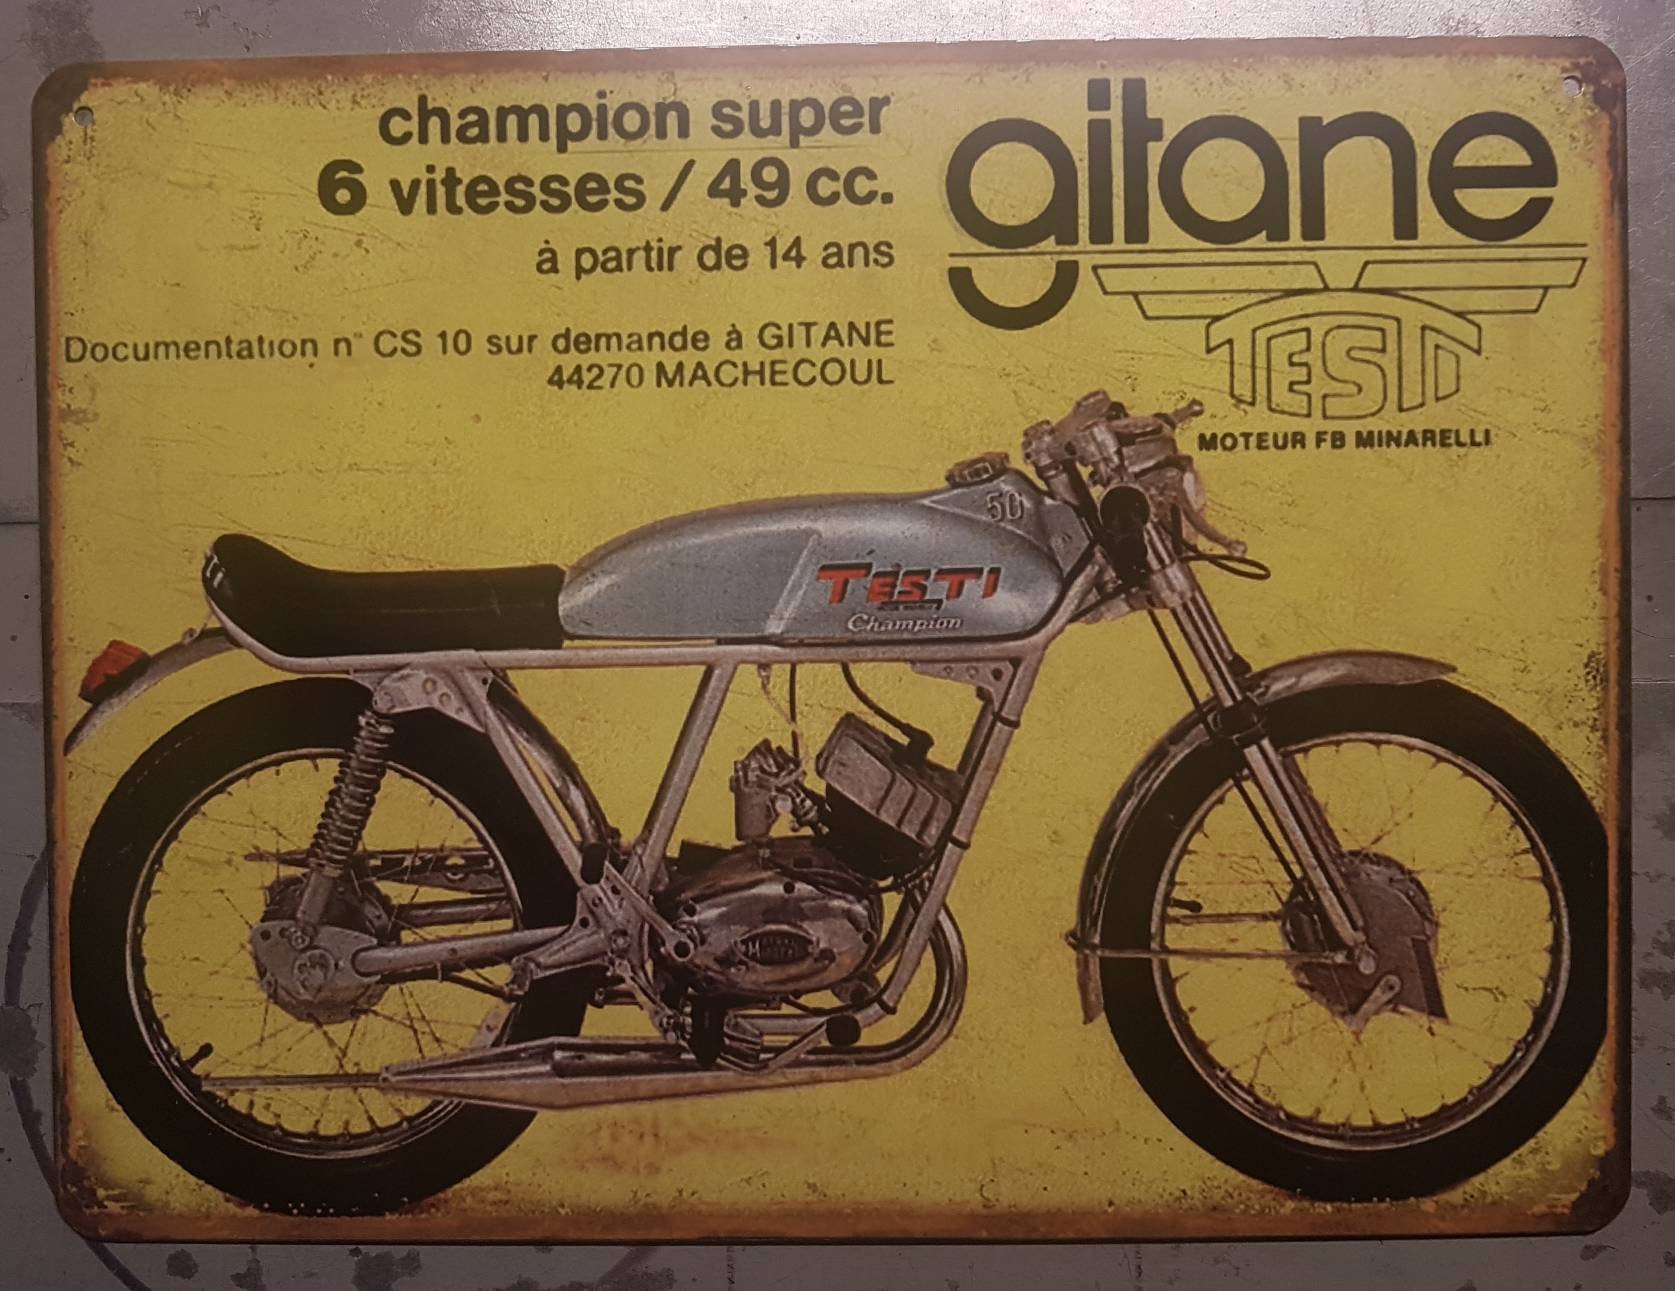 champion super
6 vitesses / 49 cc.
à partir de 14 ans
Documentation n° CS 10 sur demande à GITANE
44270 MACHECOUL
gitane
TESTI
MOTEUR FB MINARELLI
50
TESTI
Champion
TI